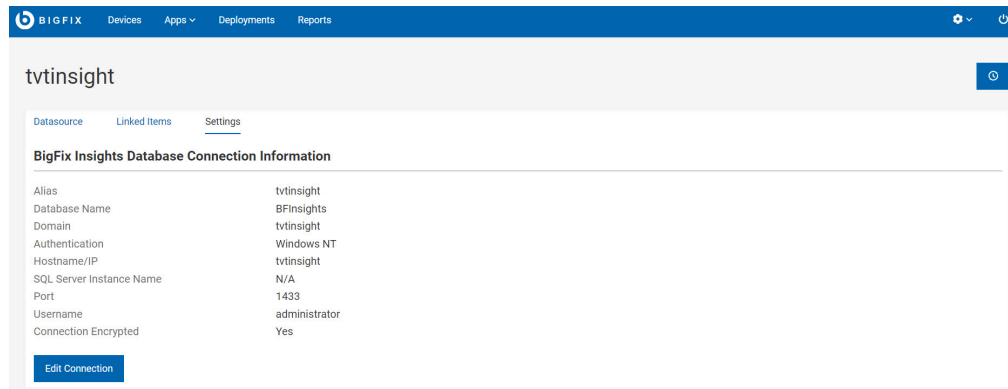 BIGFIX Devices Apps Deployments Reports
tvtinsight
Datasource Linked Items Settings
BigFix Insights Database Connection Information
Alias tvtinsight
Database Name BFInsights
Domain tvtinsight
Authentication Windows NT
Hostname/IP tvtinsight
SQL Server Instance Name N/A
Port 1433
Username administrator
Connection Encrypted Yes
Edit Connection